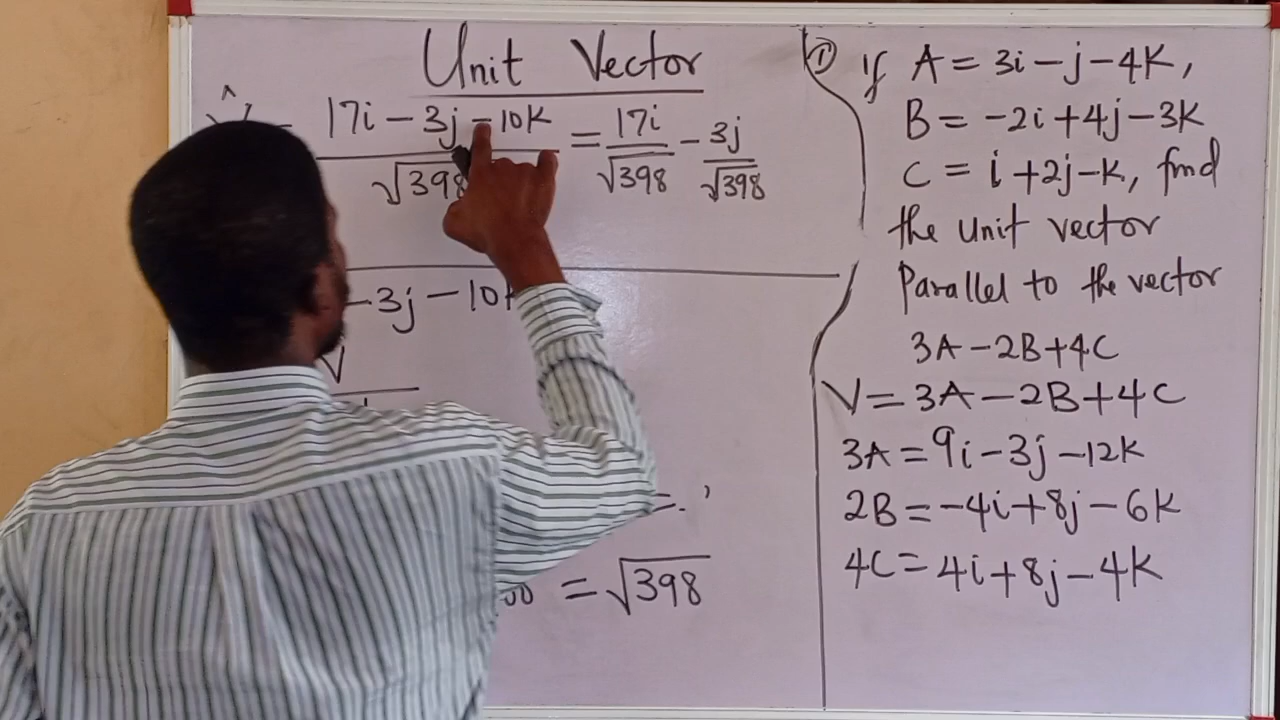 Unit Vector
17i - 3j - 10k = 17i - 3j
√398 √398 √398
- 3j - 10k
V
= √398
① if A = 3i - j - 4k,
B = -2i + 4j - 3k
C = i + 2j - k, find
the unit vector
Parallel to the vector
3A - 2B + 4C
V = 3A - 2B + 4C
3A = 9i - 3j - 12k
2B = -4i + 8j - 6k
4C = 4i + 8j - 4k